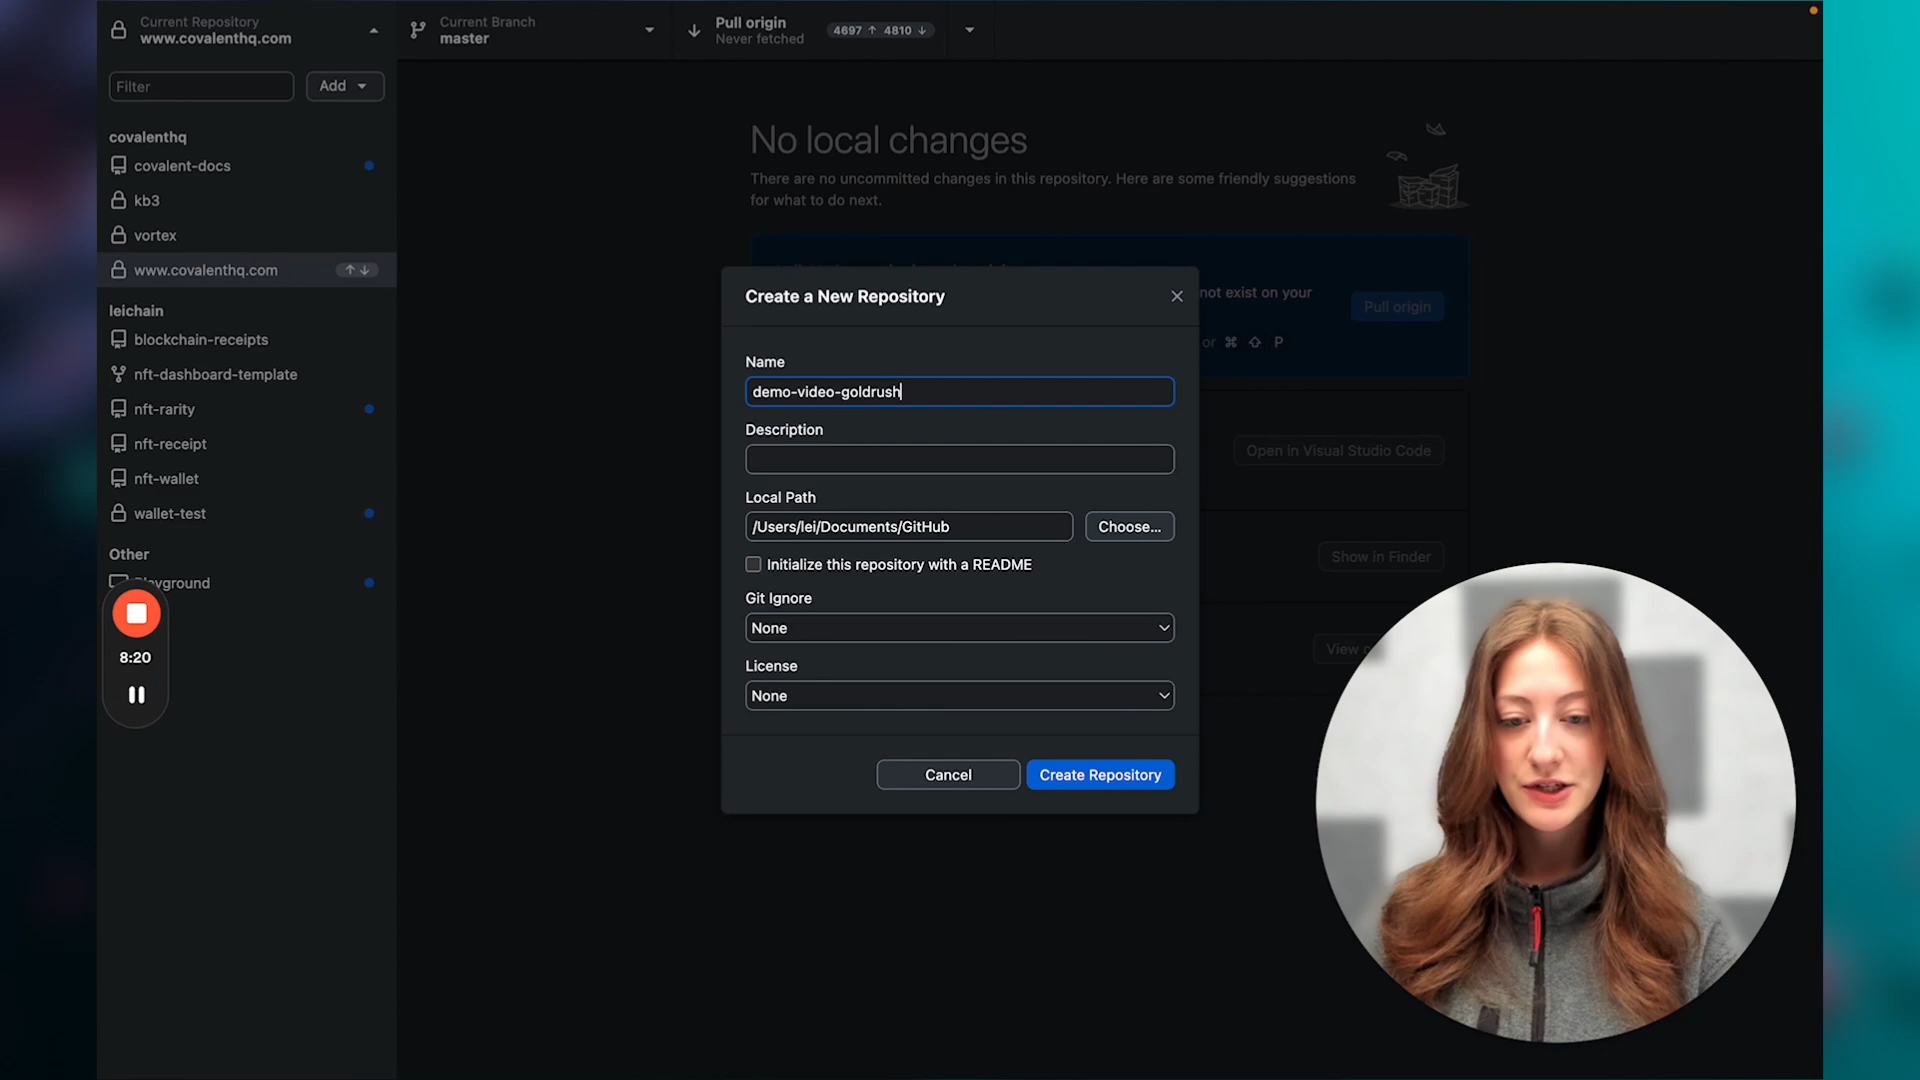 Current Repository
www.covalenthq.com
Current Branch
master
Pull origin
Never fetched
4697 ↑ 4810 ↓
Filter
Add
covalenthq
covalent-docs
kb3
vortex
www.covalenthq.com
leichain
blockchain-receipts
nft-dashboard-template
nft-rarity
nft-receipt
nft-wallet
wallet-test
Other
8:20
No local changes
There are no uncommitted changes in this repository. Here are some friendly suggestions
for what to do next.
not exist on your
Pull origin
or ⌘ ⇧ P
Open in Visual Studio Code
Show in Finder
View
Create a New Repository
Name
demo-video-goldrush
Description
Local Path
/Users/lei/Documents/GitHub
Choose...
Initialize this repository with a README
Git Ignore
None
License
None
Cancel
Create Repository